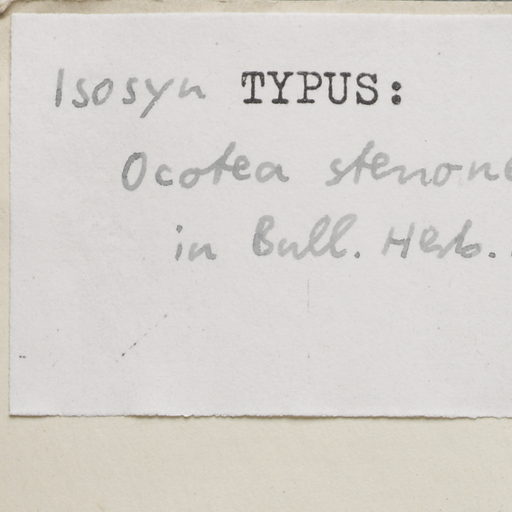 Isosyn TYPUS:
Ocotea stenone
in Bull. Herb.